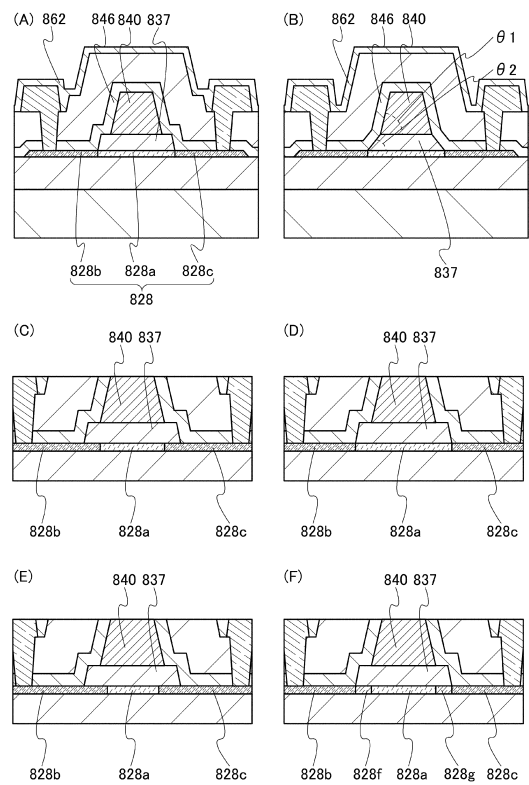 (A) 862 846 840 837
828b 828a 828c
828
(B) 862 846 840 θ1
θ2
837
(C) 840 837
828b 828a 828c
(D) 840 837
828b 828a 828c
(E) 840 837
828b 828a 828c
(F) 840 837
828b 828f 828a 828g 828c